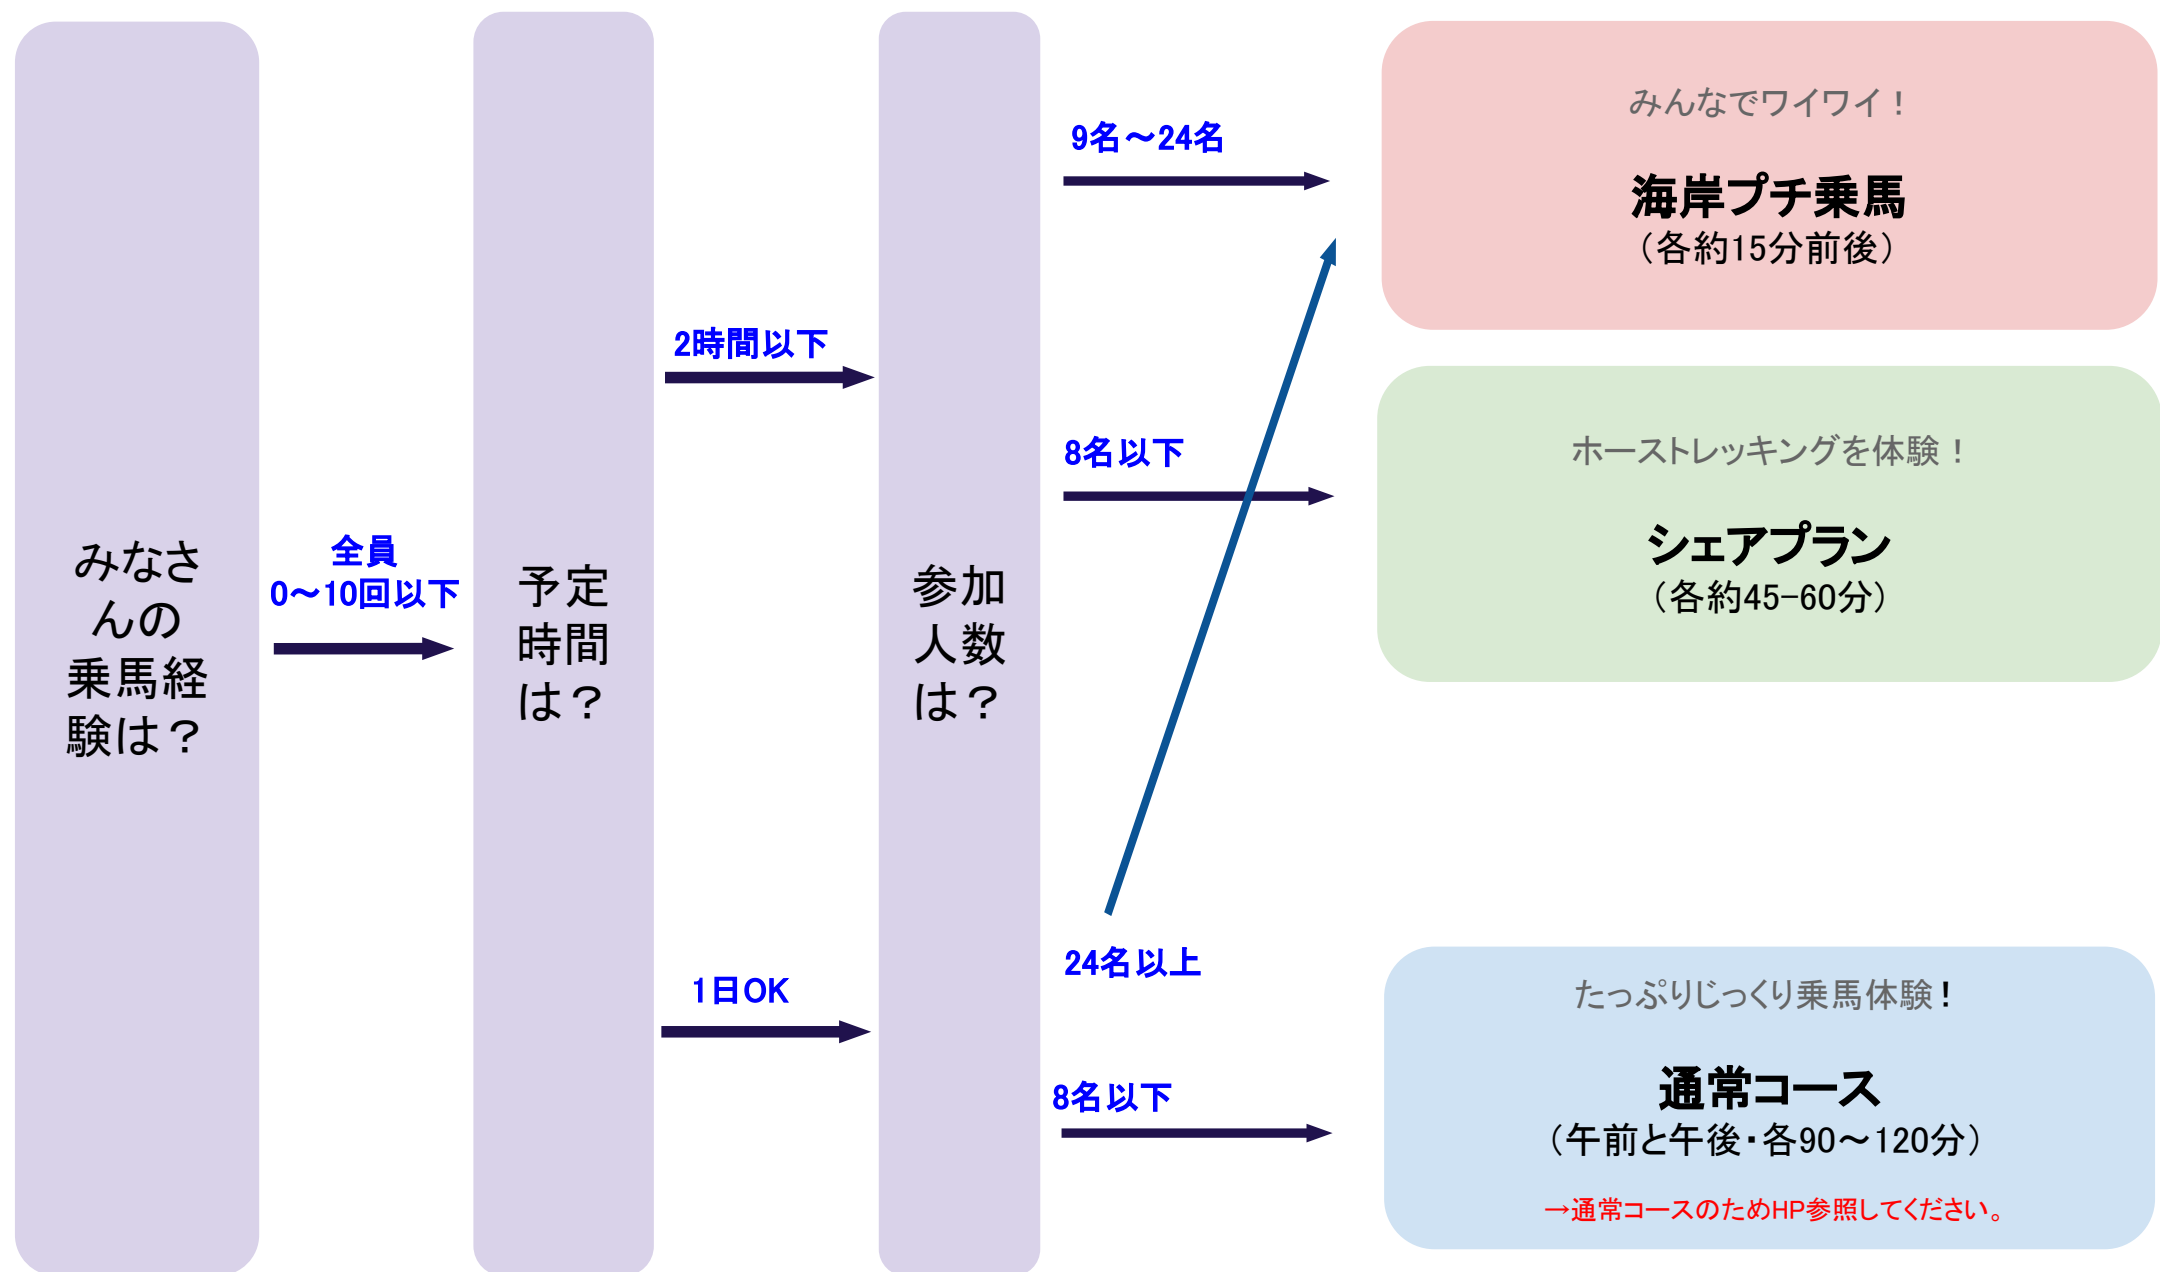 みなさ
んの
乗馬経
験は？
全員
0～10回以下
予定
時間
は？
2時間以下
1日OK
参加
人数
は？
9名～24名
8名以下
24名以上
8名以下
みんなでワイワイ！
海岸プチ乗馬
（各約15分前後）
ホーストレッキングを体験！
シェアプラン
（各約45-60分）
たっぷりじっくり乗馬体験！
通常コース
（午前と午後・各90～120分）
→通常コースのためHP参照してください。